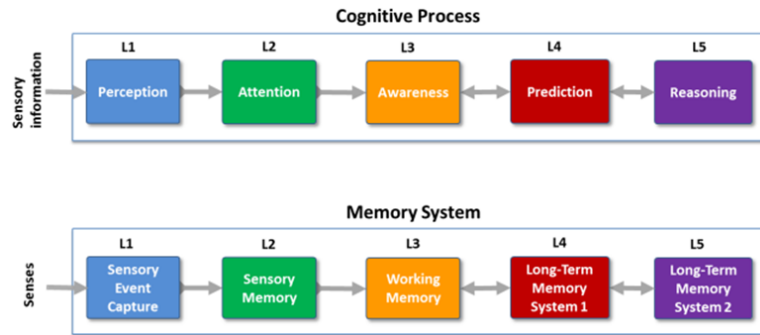 Cognitive Process
L1
L2
L3
L4
L5
Sensory
information
Perception
Attention
Awareness
Prediction
Reasoning
Memory System
L1
L2
L3
L4
L5
Senses
Sensory
Event
Capture
Sensory
Memory
Working
Memory
Long-Term
Memory
System 1
Long-Term
Memory
System 2